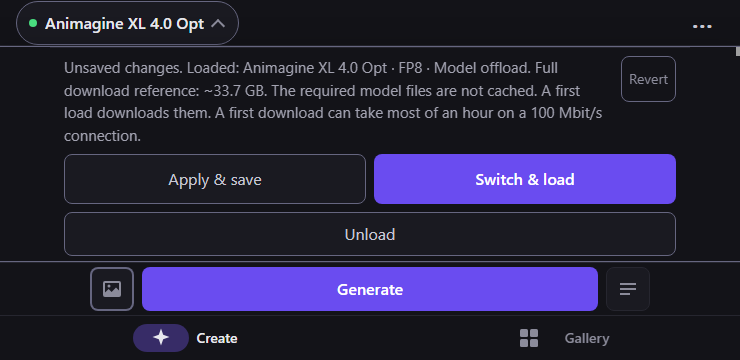 Animagine XL 4.0 Opt
Unsaved changes. Loaded: Animagine XL 4.0 Opt · FP8 · Model offload. Full
download reference: ~33.7 GB. The required model files are not cached. A first
load downloads them. A first download can take most of an hour on a 100 Mbit/s
connection.
Revert
Apply & save
Switch & load
Unload
Generate
Create
Gallery